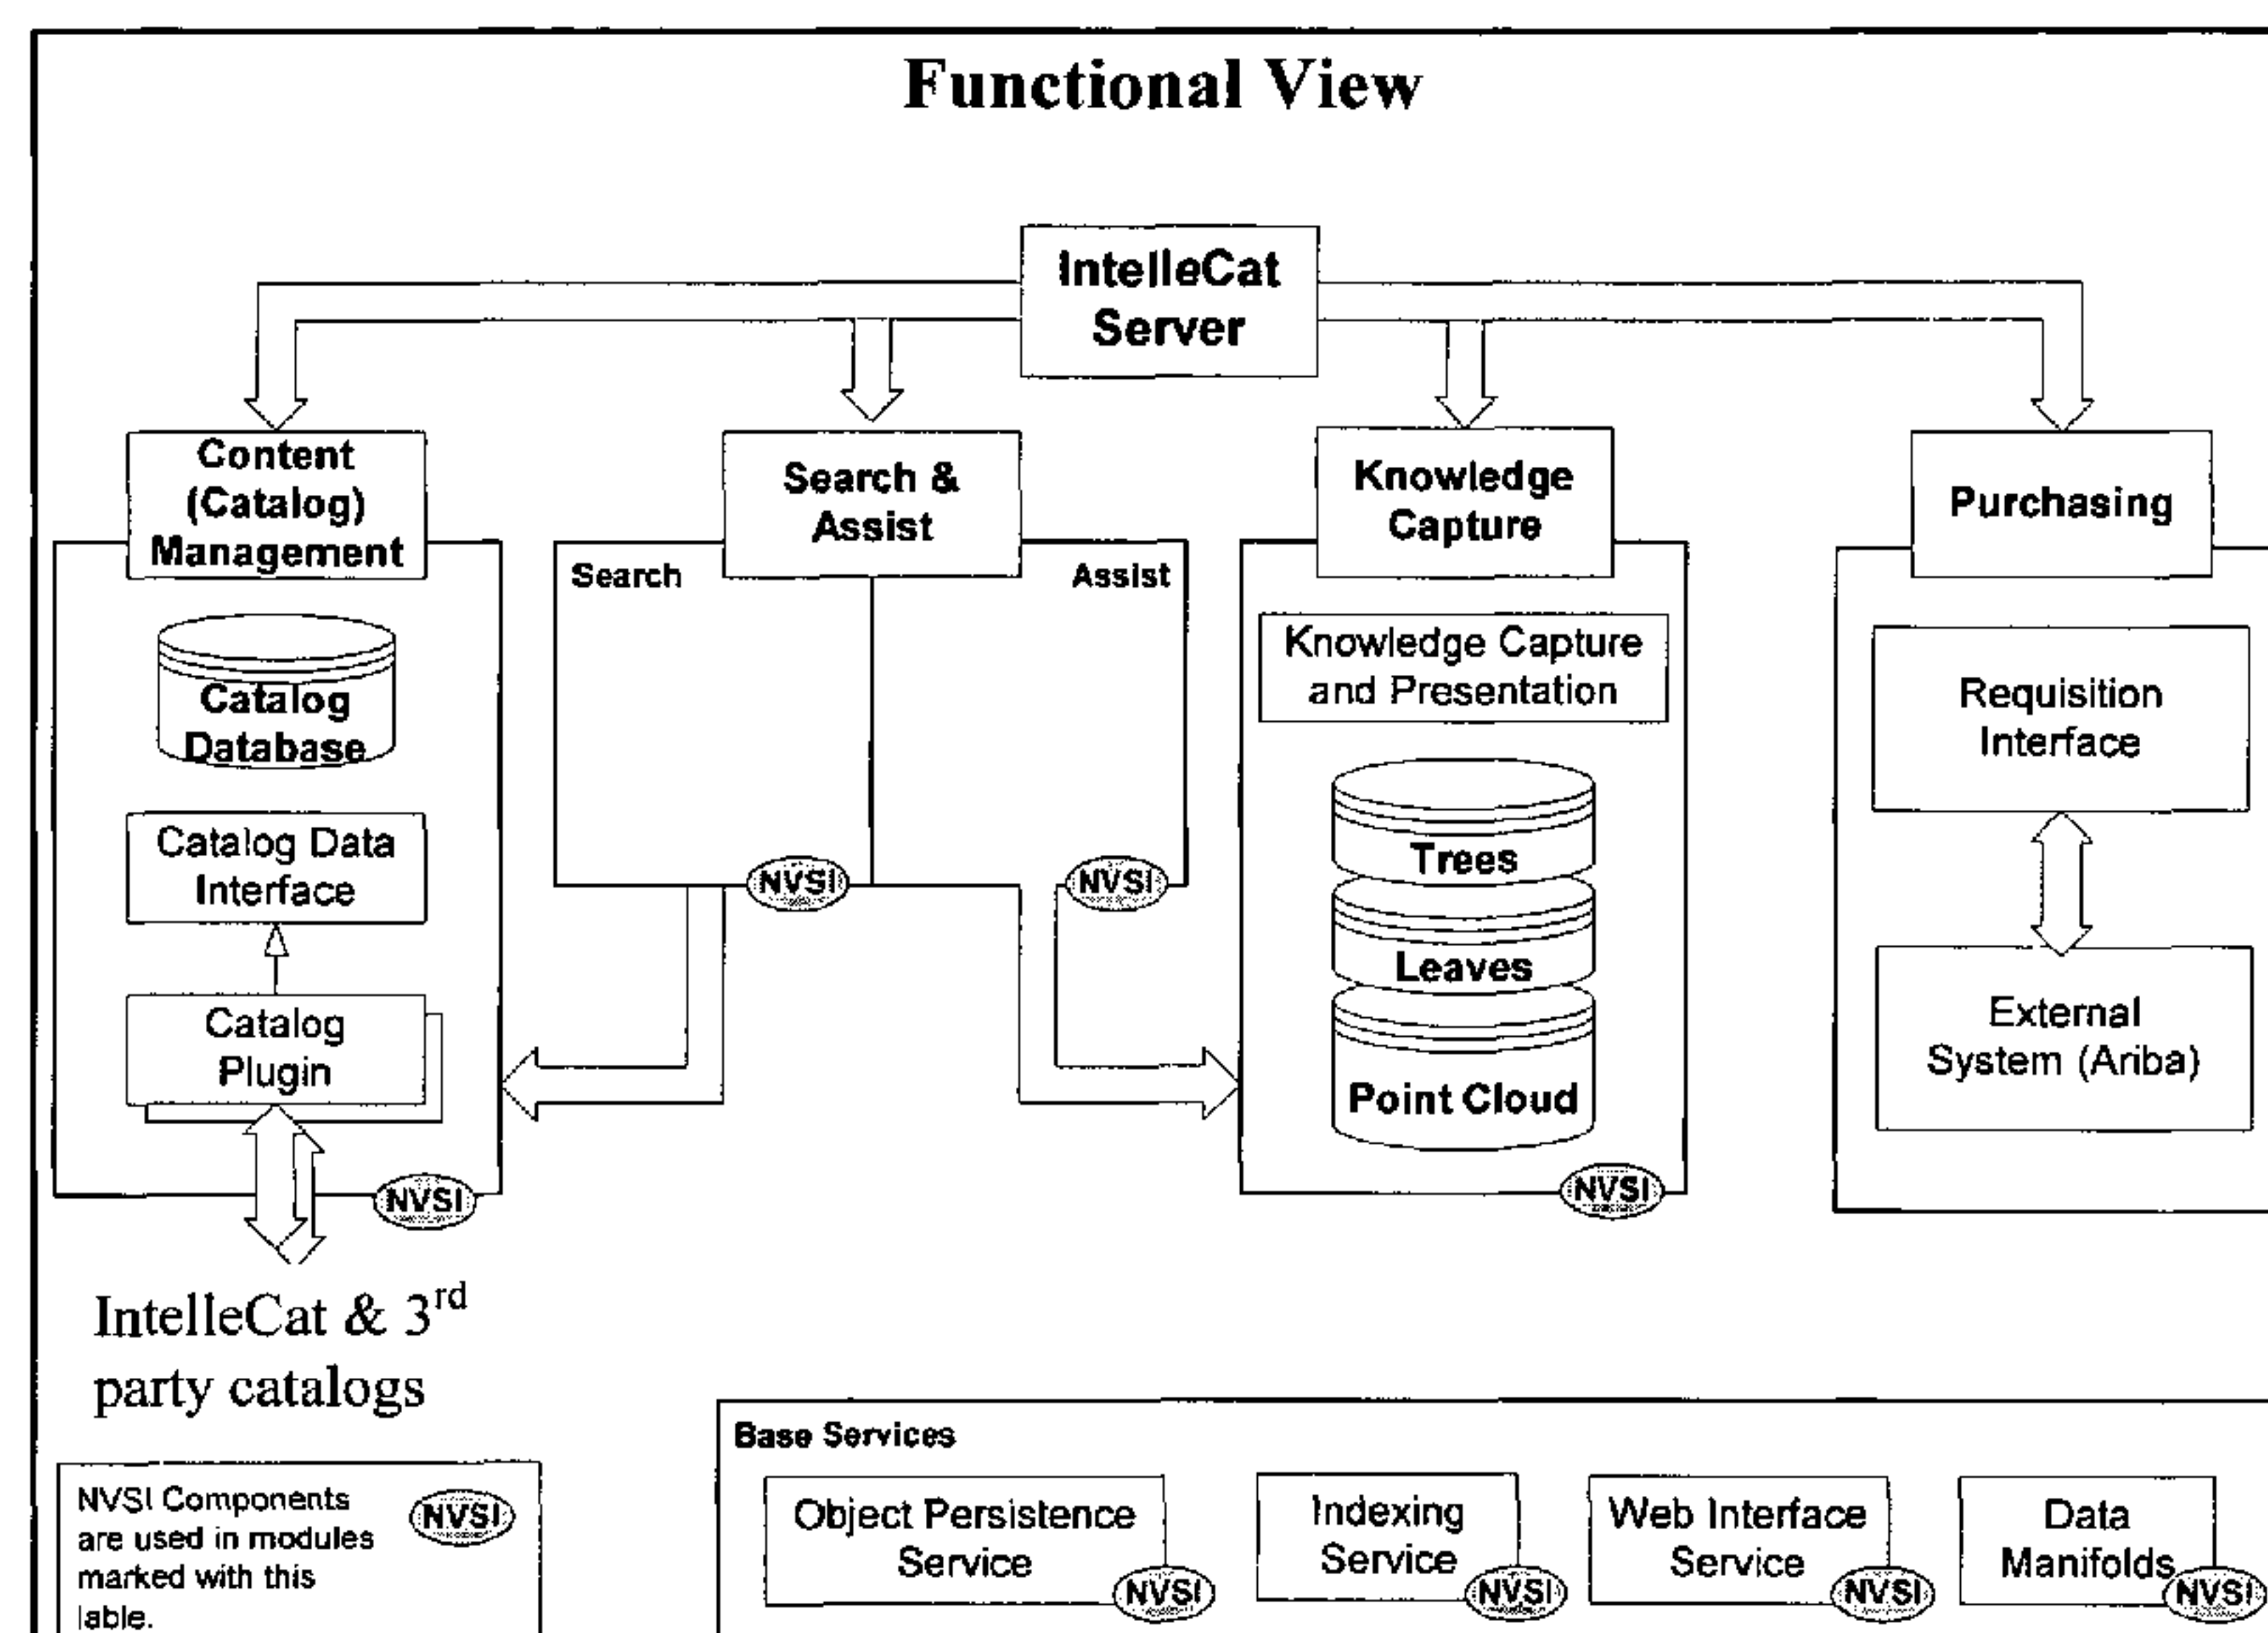 Functional View
IntelleCat
Server
Content
(Catalog)
Management
Search &
Assist
Knowledge
Capture
Purchasing
Search
Assist
Catalog
Database
Catalog Data
Interface
Catalog
Plugin
NVSI
NVSI
NVSI
Knowledge Capture
and Presentation
Trees
Leaves
Point Cloud
NVSI
Requisition
Interface
External
System (Ariba)
IntelleCat & 3rd
party catalogs
NVSI Components
are used in modules
marked with this
lable.
NVSI
Base Services
Object Persistence
Service
NVSI
Indexing
Service
NVSI
Web Interface
Service
NVSI
Data
Manifolds
NVSI